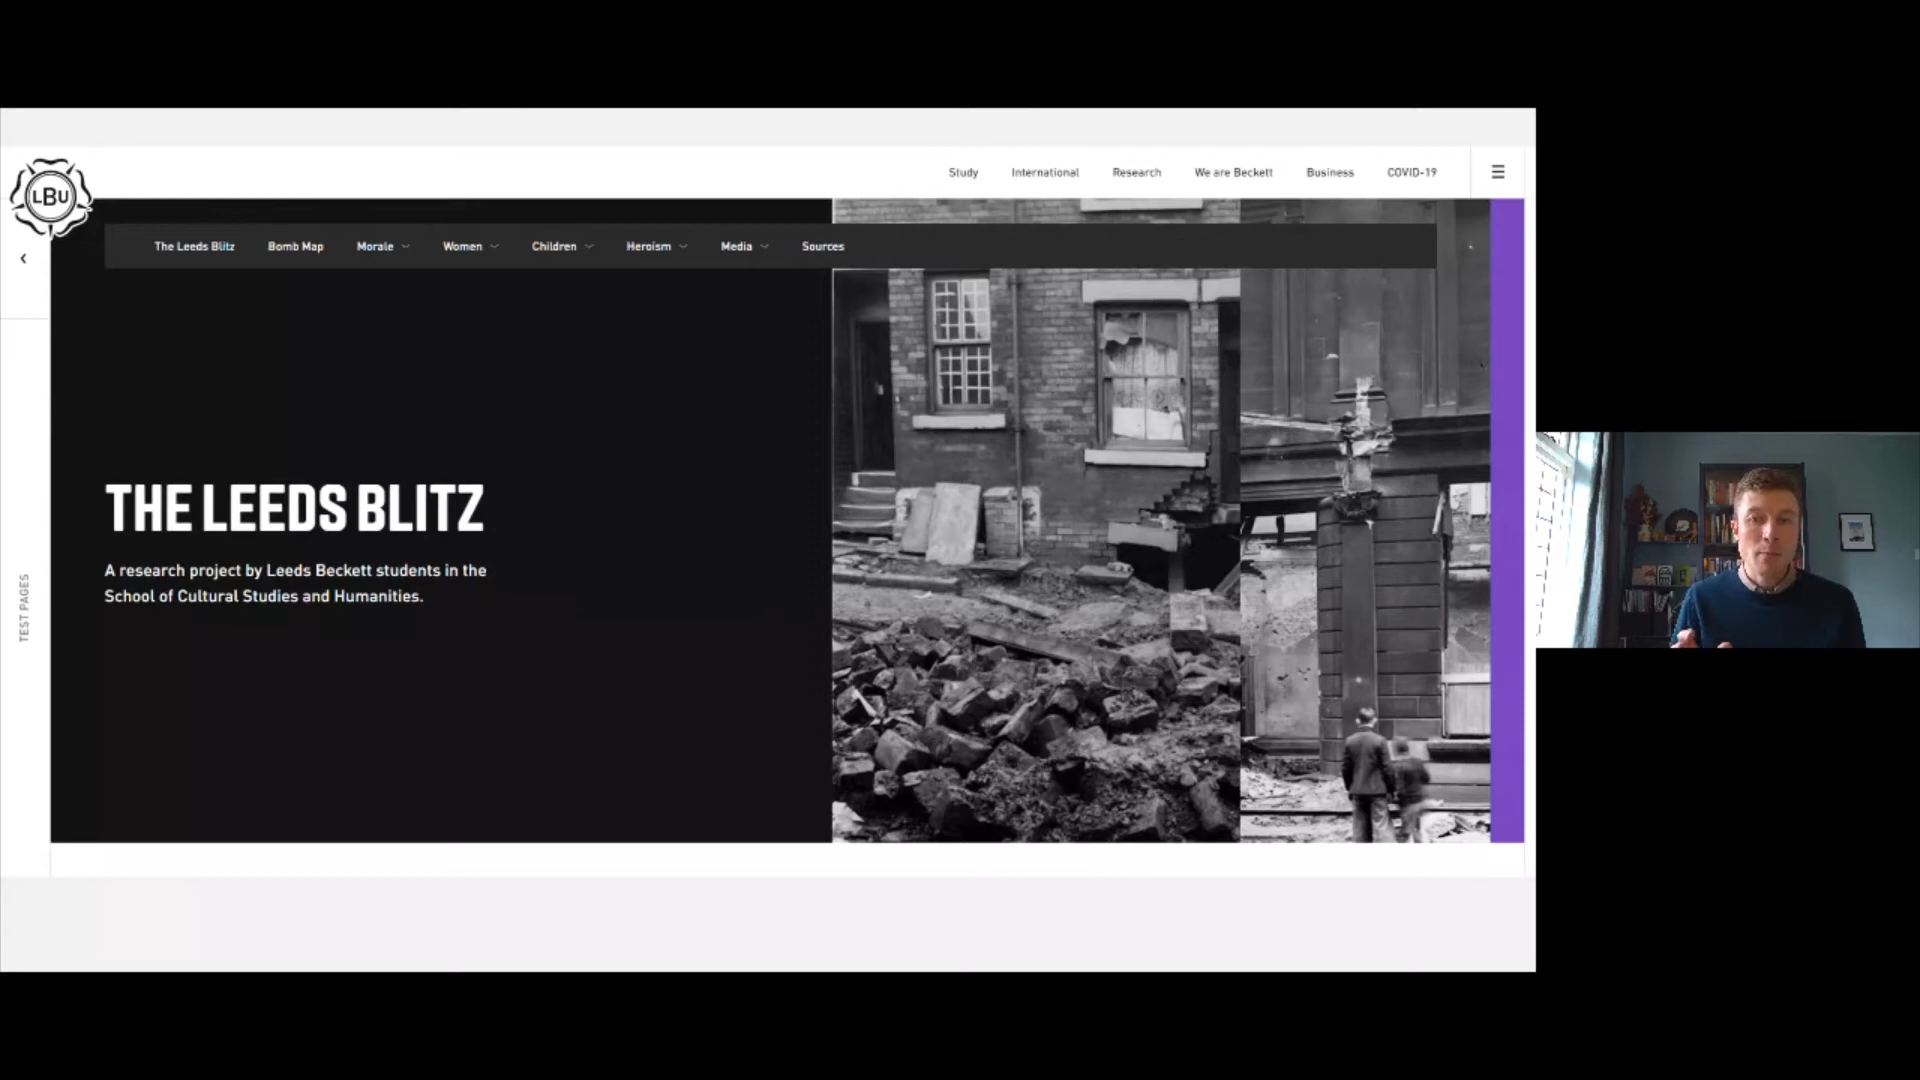 Study International Research We are Beckett Business COVID-19
LBU
The Leeds Blitz Bomb Map Morale Women Children Heroism Media Sources
THE LEEDS BLITZ
A research project by Leeds Beckett students in the
School of Cultural Studies and Humanities.
TEST PAGES